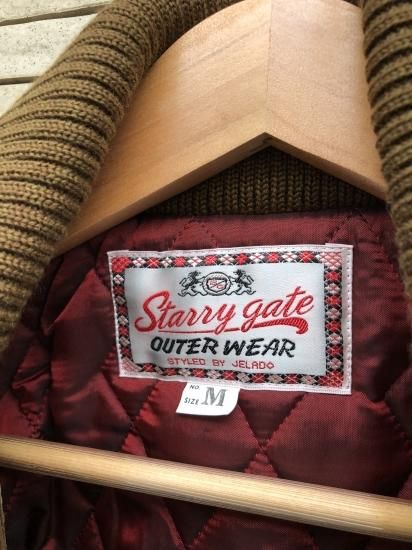 Starry gate
OUTER WEAR
STYLED BY JELADO
NO.
SIZE M